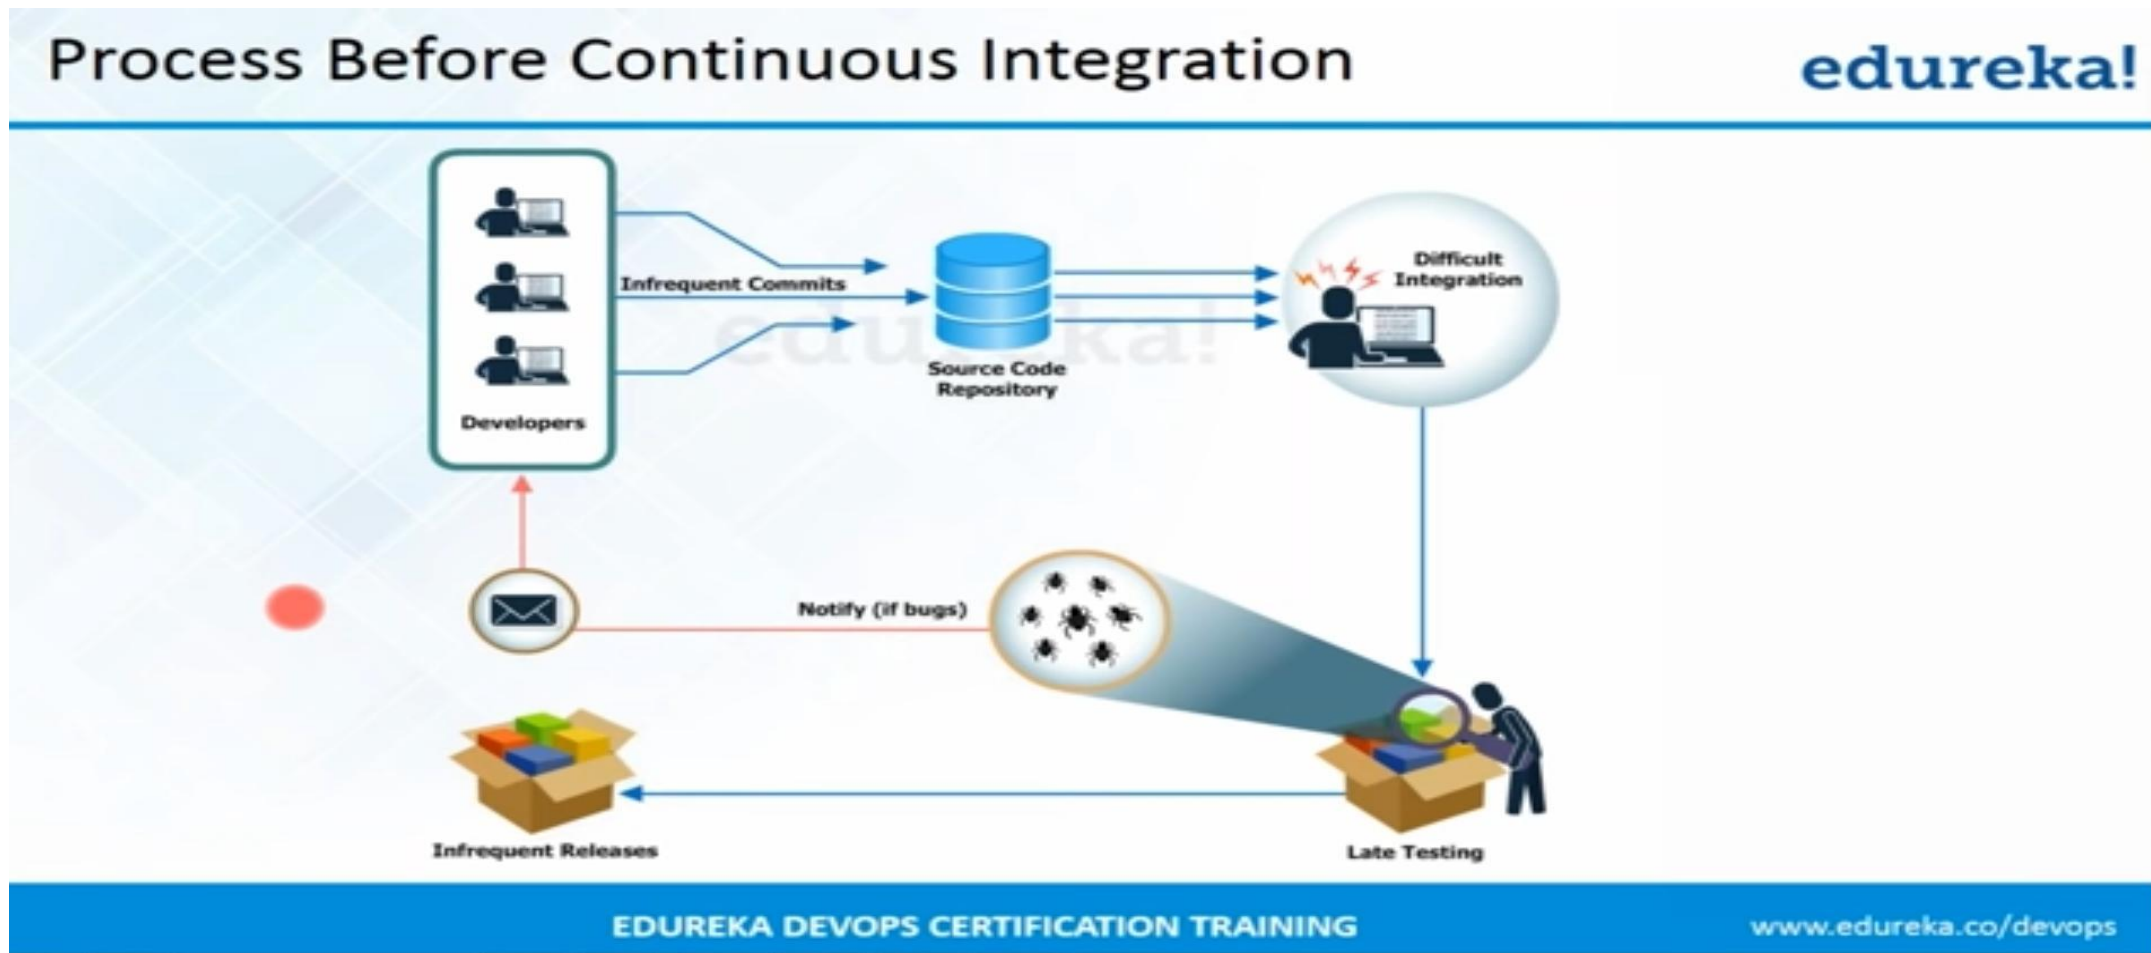 Process Before Continuous Integration
edureka!
Infrequent Commits
Difficult
Integration
edureka!
Source Code
Repository
Developers
Notify (if bugs)
Infrequent Releases
Late Testing
EDUREKA DEVOPS CERTIFICATION TRAINING
www.edureka.co/devops